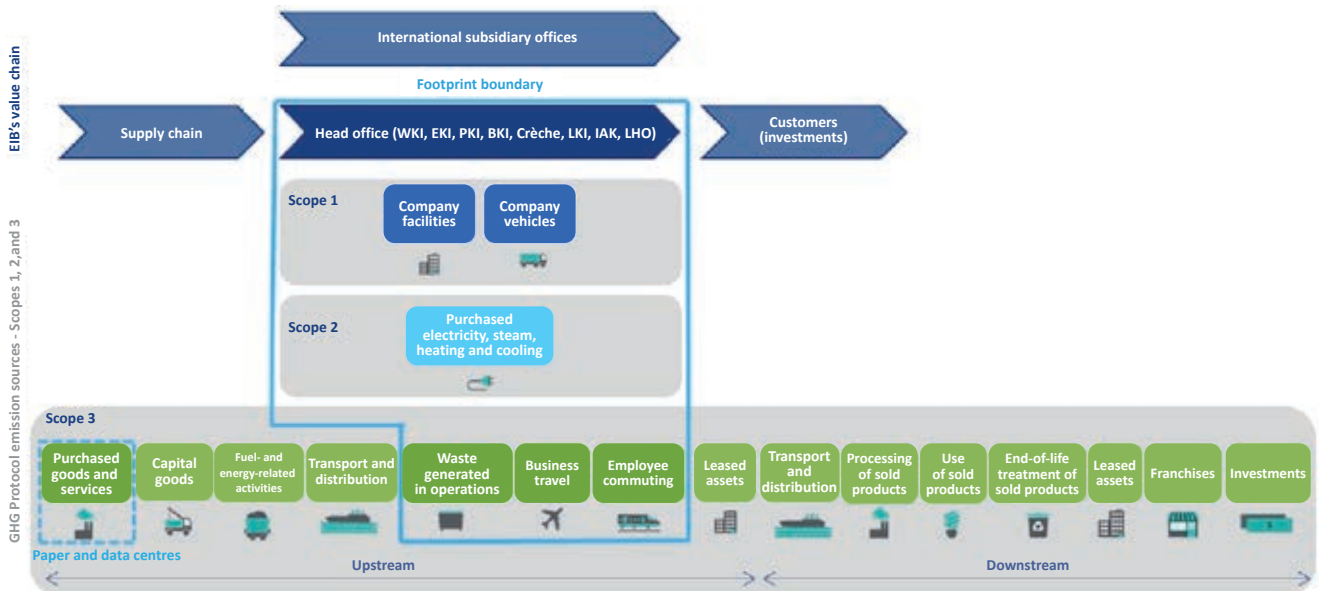 EIB's value chain
International subsidiary offices
Footprint boundary
Supply chain
Head office (WKI, EKI, PKI, BKI, Crèche, LKI, IAK, LHO)
Customers
(investments)
GHG Protocol emission sources - Scopes 1, 2,and 3
Scope 1
Company
facilities
Company
vehicles
Scope 2
Purchased
electricity, steam,
heating and cooling
Scope 3
Purchased
goods and
services
Capital
goods
Fuel- and
energy-related
activities
Transport and
distribution
Waste
generated
in operations
Business
travel
Employee
commuting
Leased
assets
Transport
and
distribution
Processing
of sold
products
Use
of sold
products
End-of-life
treatment of
sold products
Leased
assets
Franchises
Investments
Paper and data centres
Upstream
Downstream